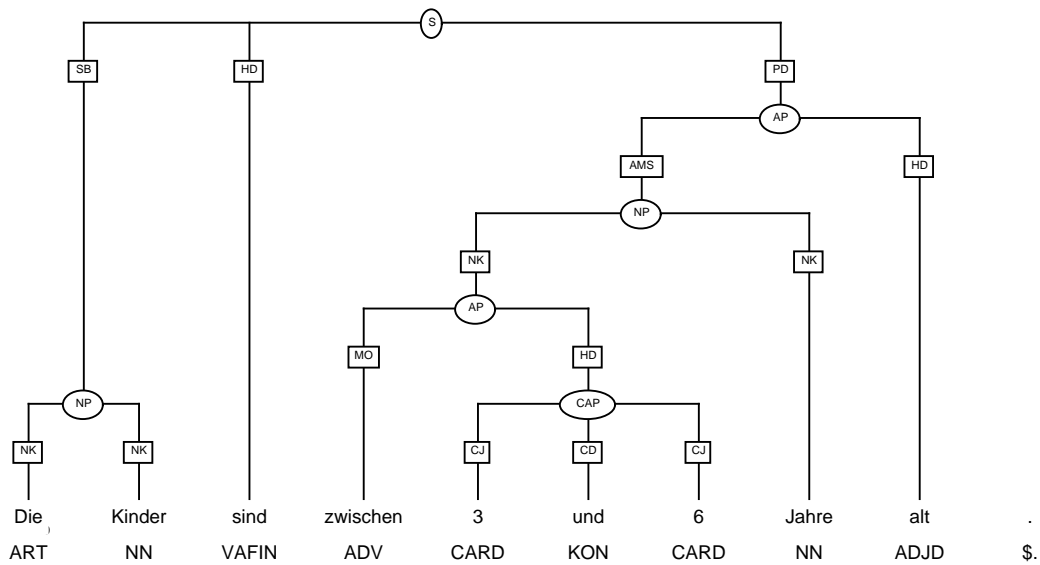 S
SB HD PD
AP
AMS HD
NP
NK NK
AP
MO HD
NP CAP
NK NK CJ CD CJ
Die Kinder sind zwischen 3 und 6 Jahre alt .
)
ART NN VAFIN ADV CARD KON CARD NN ADJD $.